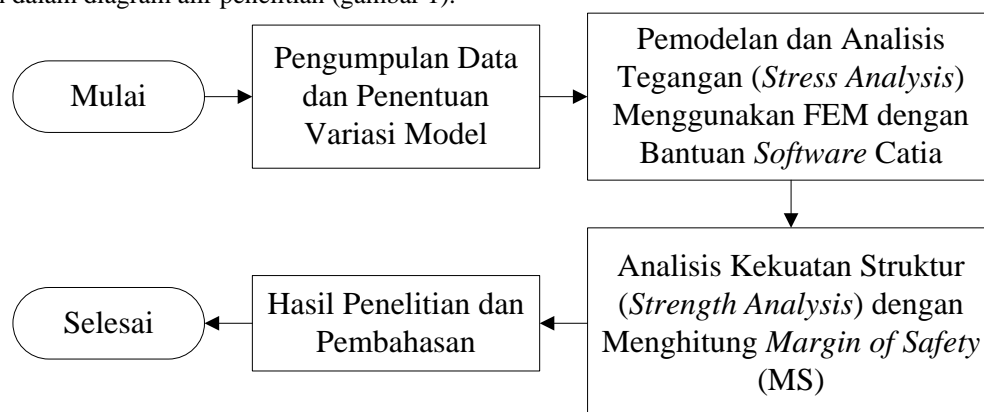 dalam diagram alir penelitian (gambar 1).
Mulai
Pengumpulan Data
dan Penentuan
Variasi Model
Pemodelan dan Analisis
Tegangan (Stress Analysis)
Menggunakan FEM dengan
Bantuan Software Catia
Analisis Kekuatan Struktur
(Strength Analysis) dengan
Menghitung Margin of Safety
(MS)
Hasil Penelitian dan
Pembahasan
Selesai